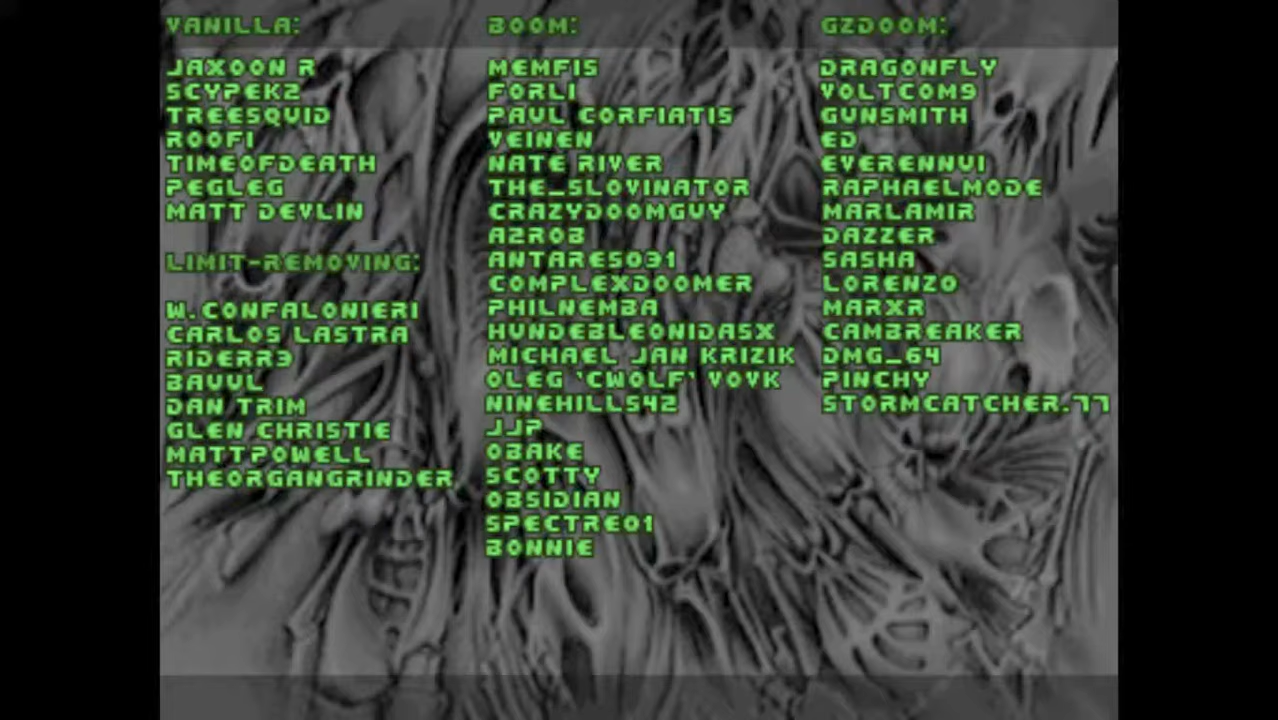 VANILLA:
JAXOON R
SCYPEK2
TREESQUID
ROOFI
TIMEOFDEATH
PEGLEG
MATT DEVLIN
LIMIT-REMOVING:
W.CONFALONIERI
CARLOS LASTRA
RIDERR3
BAUUL
DAN TRIM
GLEN CHRISTIE
MATTPOWELL
THEORGANGRINDER
BOOM:
MEMFIS
FORLI
PAUL CORFIATIS
VEINEN
NATE RIVER
THE_SLOVINATOR
CRAZYDOOMGUY
A2ROB
ANTARES031
COMPLEXDOOMER
PHILNEMBA
HUNDEBLEONIDASX
MICHAEL JAN KRIZIK
OLEG 'CWOLF' VOVK
NINEHILLS42
JJP
OBAKE
SCOTTY
OBSIDIAN
SPECTRE01
BONNIE
GZDOOM:
DRAGONFLY
VOLTCOM9
GUNSMITH
ED
EVERENNUI
RAPHAELMODE
MARLAMIR
DAZZER
SASHA
LORENZO
MARXR
CAMBREAKER
DMG_64
PINCHY
STORMCATCHER.77